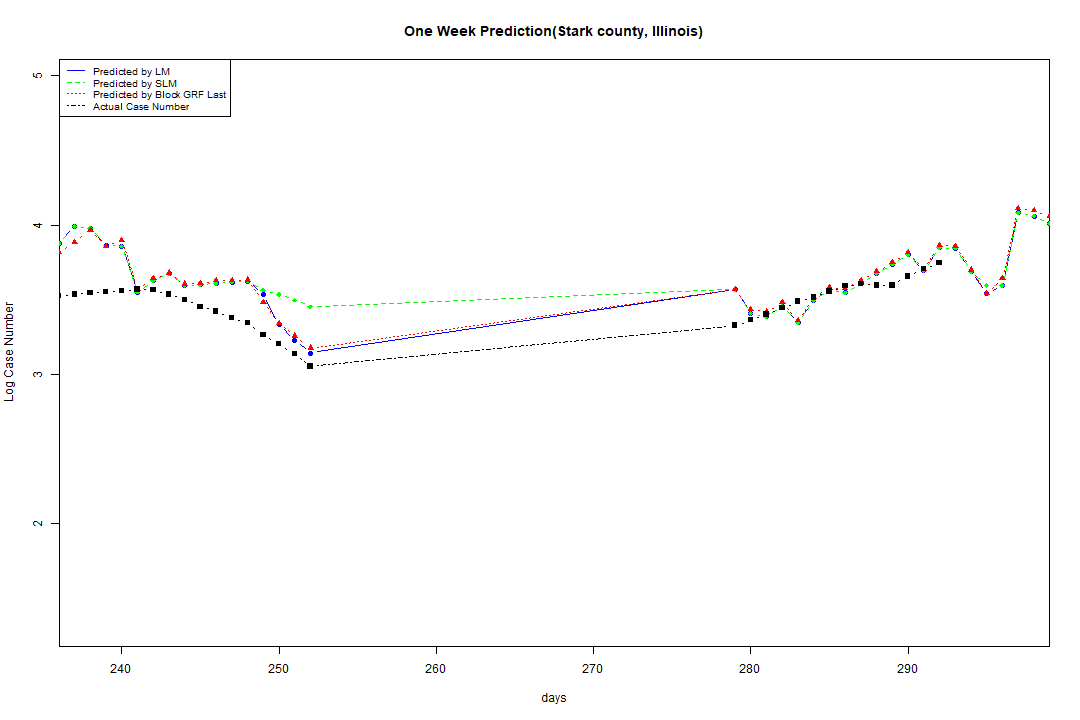 One Week Prediction(Stark county, Illinois)
Predicted by LM
Predicted by SLM
Predicted by Block GRF Last
Actual Case Number
5
4
3
2
Log Case Number
240 250 260 270 280 290
days